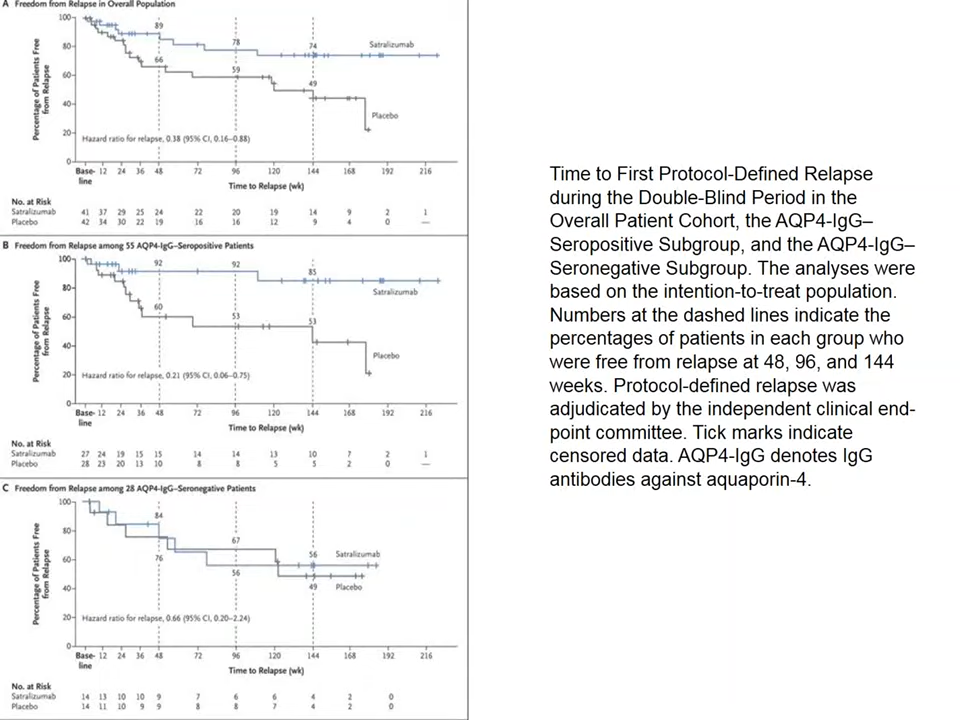 A Freedom from Relapse in Overall Population
Percentage of Patients Free
from Relapse
100
80
60
40
20
0
89
66
78
59
74
49
Satralizumab
Placebo
Hazard ratio for relapse, 0.38 (95% CI, 0.16–0.88)
Base-line 12 24 36 48 72 96 120 144 168 192 216
Time to Relapse (wk)
No. at Risk
Satralizumab 41 37 29 25 24 22 20 19 14 9 2 1
Placebo 42 34 30 22 19 16 16 12 9 4 0 —
B Freedom from Relapse among 55 AQP4-IgG–Seropositive Patients
Percentage of Patients Free
from Relapse
100
80
60
40
20
0
92
60
92
53
85
53
Satralizumab
Placebo
Hazard ratio for relapse, 0.21 (95% CI, 0.06–0.75)
Base-line 12 24 36 48 72 96 120 144 168 192 216
Time to Relapse (wk)
No. at Risk
Satralizumab 27 24 19 15 15 14 14 13 10 7 2 1
Placebo 28 23 20 13 10 8 8 5 5 2 0 —
C Freedom from Relapse among 28 AQP4-IgG–Seronegative Patients
Percentage of Patients Free
from Relapse
100
80
60
40
20
0
84
76
67
56
56
49
Satralizumab
Placebo
Hazard ratio for relapse, 0.66 (95% CI, 0.20–2.24)
Base-line 12 24 36 48 72 96 120 144 168 192 216
Time to Relapse (wk)
No. at Risk
Satralizumab 14 13 10 10 9 7 6 6 4 2 0
Placebo 14 11 10 9 9 8 8 7 4 2 0
Time to First Protocol-Defined Relapse
during the Double-Blind Period in the
Overall Patient Cohort, the AQP4-IgG–
Seropositive Subgroup, and the AQP4-IgG–
Seronegative Subgroup. The analyses were
based on the intention-to-treat population.
Numbers at the dashed lines indicate the
percentages of patients in each group who
were free from relapse at 48, 96, and 144
weeks. Protocol-defined relapse was
adjudicated by the independent clinical end-
point committee. Tick marks indicate
censored data. AQP4-IgG denotes IgG
antibodies against aquaporin-4.